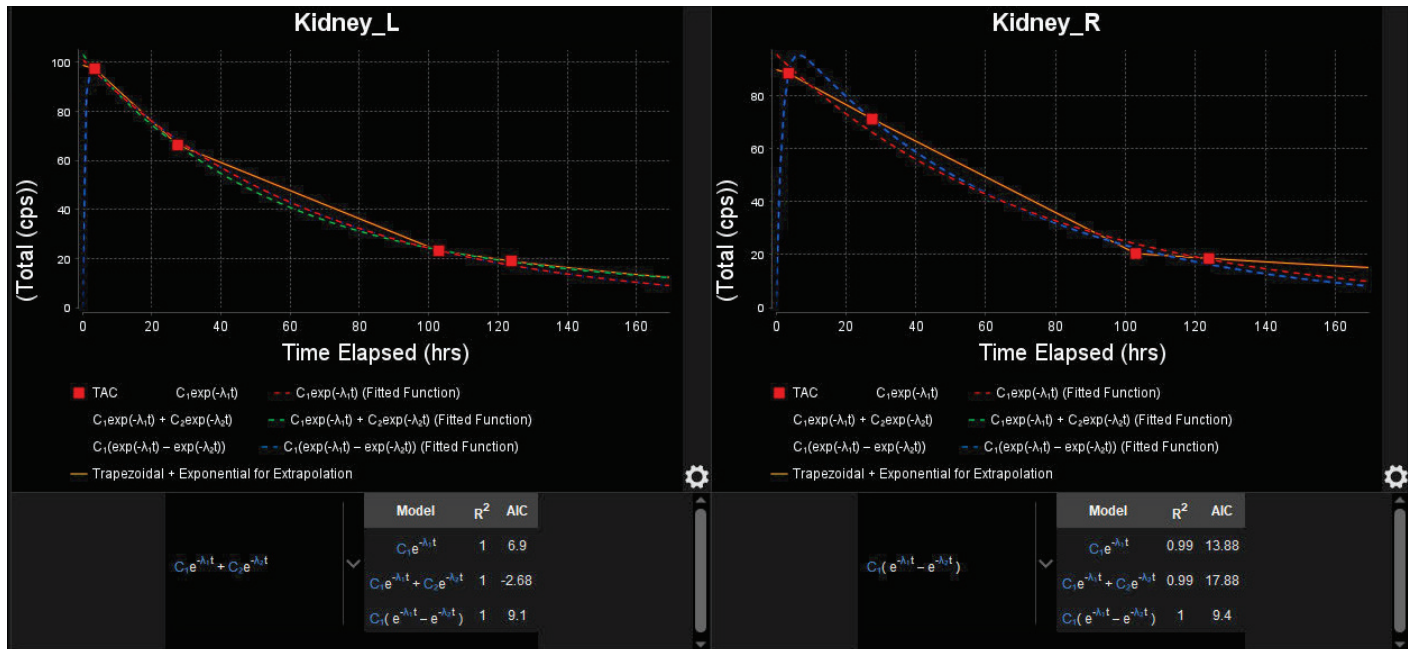 Kidney_L
100
80
60
40
20
0
0 20 40 60 80 100 120 140 160
(Total (cps))
Time Elapsed (hrs)
TAC C₁exp(-λ₁t) C₁exp(-λ₁t) (Fitted Function)
C₁exp(-λ₁t) + C₂exp(-λ₂t) C₁exp(-λ₁t) + C₂exp(-λ₂t) (Fitted Function)
C₁(exp(-λ₁t) – exp(-λ₂t)) C₁(exp(-λ₁t) – exp(-λ₂t)) (Fitted Function)
Trapezoidal + Exponential for Extrapolation
C₁e^-λ₁t + C₂e^-λ₂t
Model R² AIC
C₁e^-λ₁t 1 6.9
C₁e^-λ₁t + C₂e^-λ₂t 1 -2.68
C₁( e^-λ₁t – e^-λ₂t ) 1 9.1
Kidney_R
80
60
40
20
0
0 20 40 60 80 100 120 140 160
(Total (cps))
Time Elapsed (hrs)
TAC C₁exp(-λ₁t) C₁exp(-λ₁t) (Fitted Function)
C₁exp(-λ₁t) + C₂exp(-λ₂t) C₁exp(-λ₁t) + C₂exp(-λ₂t) (Fitted Function)
C₁(exp(-λ₁t) – exp(-λ₂t)) C₁(exp(-λ₁t) – exp(-λ₂t)) (Fitted Function)
Trapezoidal + Exponential for Extrapolation
C₁( e^-λ₁t – e^-λ₂t )
Model R² AIC
C₁e^-λ₁t 0.99 13.88
C₁e^-λ₁t + C₂e^-λ₂t 0.99 17.88
C₁( e^-λ₁t – e^-λ₂t ) 1 9.4